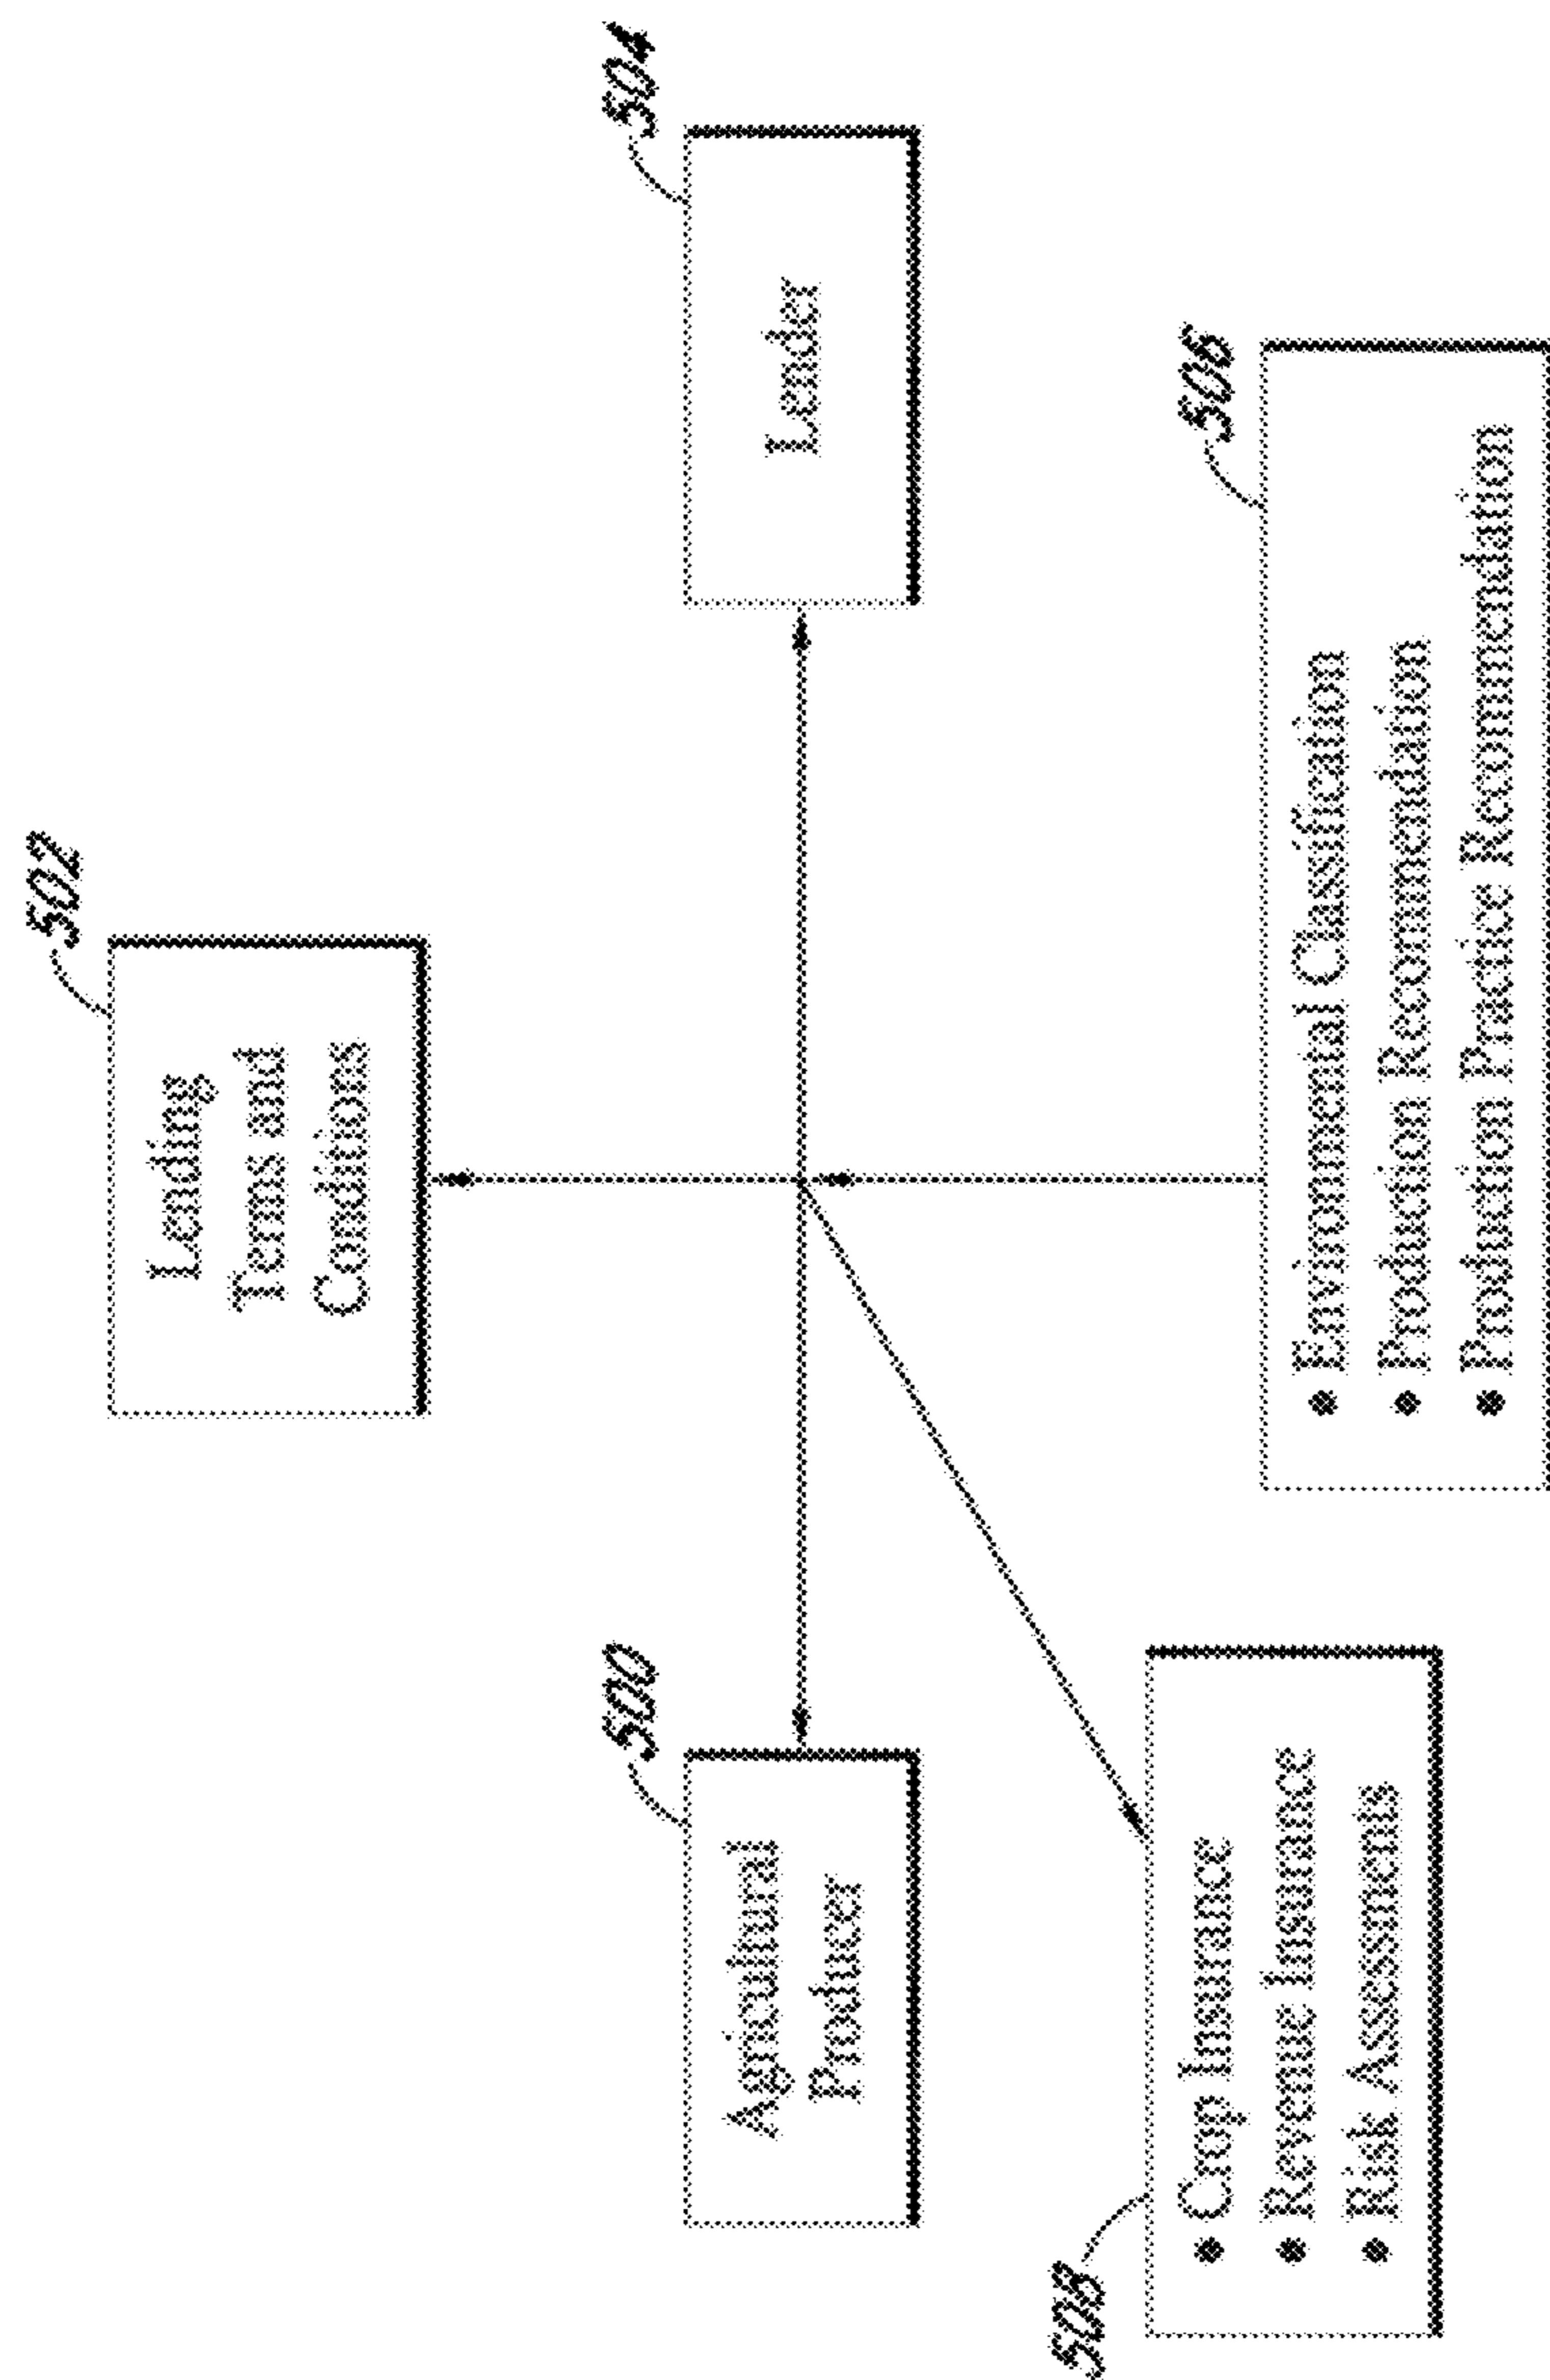 502
Lending
Terms and
Conditions
500
Agricultural
Producer
504
Lender
508
• Crop Insurance
• Revenue Insurance
• Risk Assessments
506
• Environmental Classification
• Production Recommendation
• Production Practice Recommendation